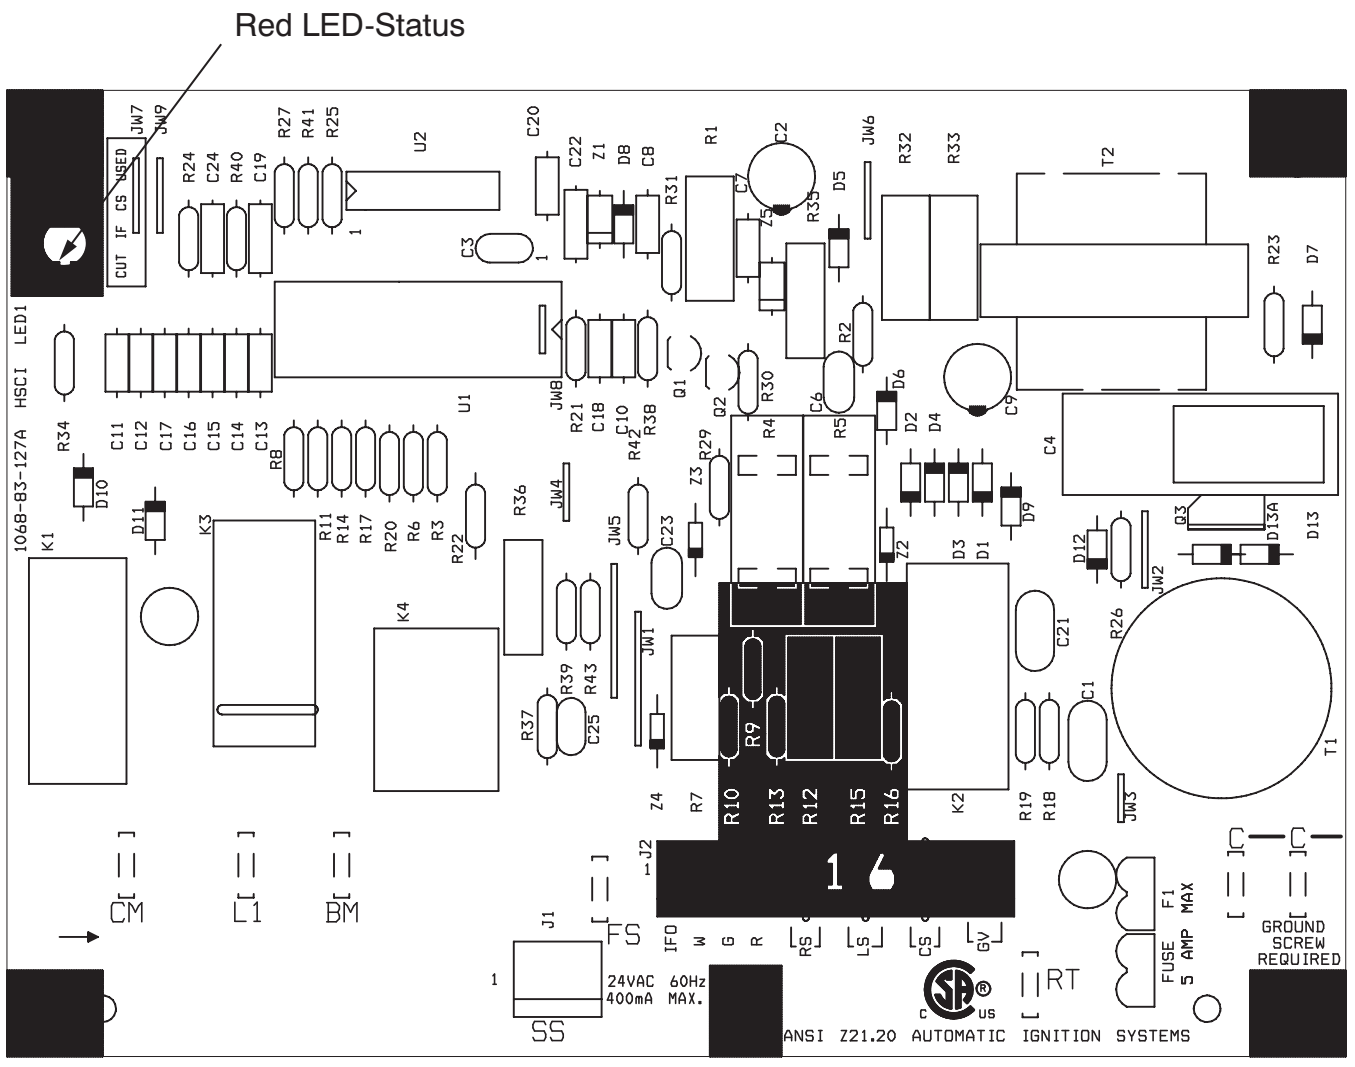 Red LED-Status
JW7
JW9
CUT IF CS USED
R24
C24
R40
C19
R27
R41
R25
U2
1
C20
C22
Z1
D8
C8
C3
1
R31
R1
C7
C2
Z5
R35
D5
JW6
R32
R33
T2
R23
D7
1068-83-127A HSCI LED1
R34
C11
C12
C17
C16
C15
C14
C13
U1
JW8
R21
C18
C10
R38
Q1
Q2
R30
C6
R2
D6
C9
R8
R11
R14
R17
R20
R6
R3
R22
R36
JW4
R42
JW5
C23
Z3
R29
R4
R5
Z2
D2
D4
D3
D1
D9
C4
Q3
D13A
D13
D12
JW2
R26
D10
D11
K1
K3
K4
R39
R43
JW1
R37
C25
Z4
R7
R10
R9
R13
R12
R15
R16
K2
C21
R19
R18
C1
JW3
T1
CM
L1
BM
J1
FS
J2
1
16
IFO
W
G
R
RS
LS
CS
GV
F1
FUSE
5 AMP MAX
C
C
GROUND
SCREW
REQUIRED
1
24VAC 60Hz
400mA MAX.
SS
SA
®
C US
RT
ANSI Z21.20 AUTOMATIC IGNITION SYSTEMS